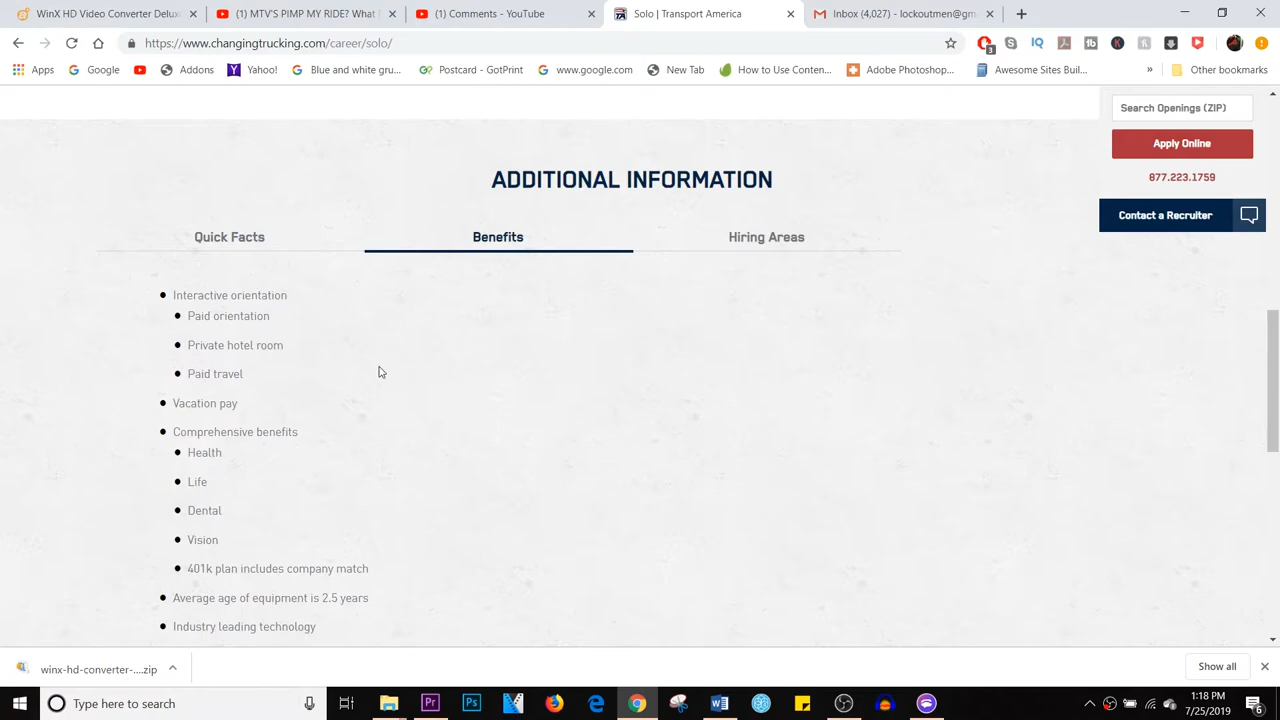 WinX HD Video Converter Delux
(1) MTV'S PIMP MY RIDE? What
(1) Comments - YouTube
Solo | Transport America
Inbox (4,027) - lockoutmen@gm
https://www.changingtrucking.com/career/solo/
3
Apps
Google
Addons
Yahoo!
Blue and white gru...
Postcard - GotPrint
www.google.com
New Tab
How to Use Conten...
Adobe Photoshop...
Awesome Sites Buil...
»
Other bookmarks
Search Openings (ZIP)
Apply Online
877.223.1759
Contact a Recruiter
ADDITIONAL INFORMATION
Quick Facts
Benefits
Hiring Areas
Interactive orientation
Paid orientation
Private hotel room
Paid travel
Vacation pay
Comprehensive benefits
Health
Life
Dental
Vision
401k plan includes company match
Average age of equipment is 2.5 years
Industry leading technology
winx-hd-converter-....zip
Show all
Type here to search
1:18 PM
7/25/2019
6